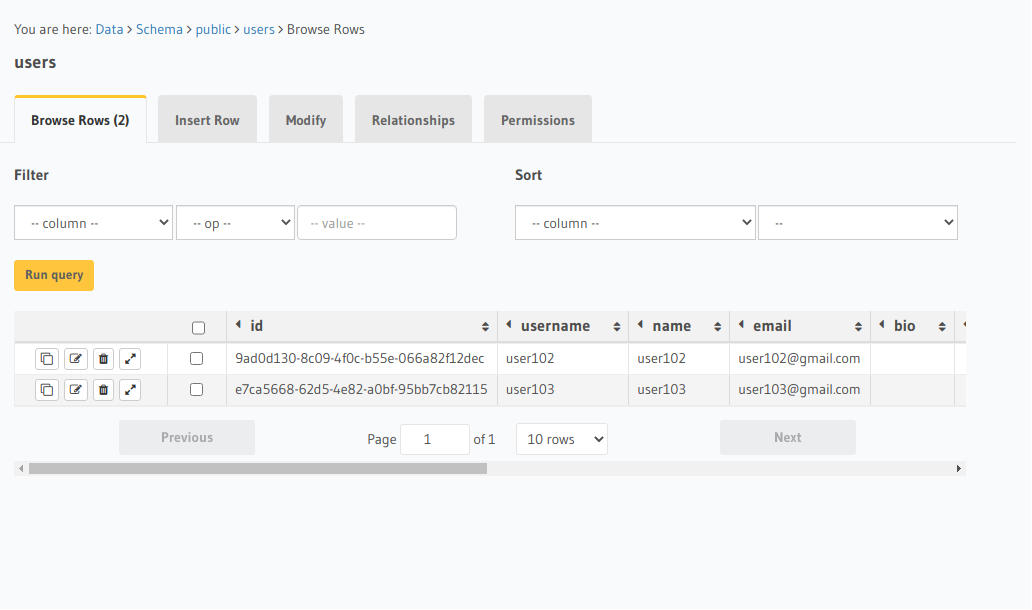 You are here: Data > Schema > public > users > Browse Rows
users
Browse Rows (2) Insert Row Modify Relationships Permissions
Filter Sort
-- column -- -- op -- -- value -- -- column -- --
Run query
id username name email bio
9ad0d130-8c09-4f0c-b55e-066a82f12dec user102 user102 user102@gmail.com
e7ca5668-62d5-4e82-a0bf-95bb7cb82115 user103 user103 user103@gmail.com
Previous Page 1 of 1 10 rows Next